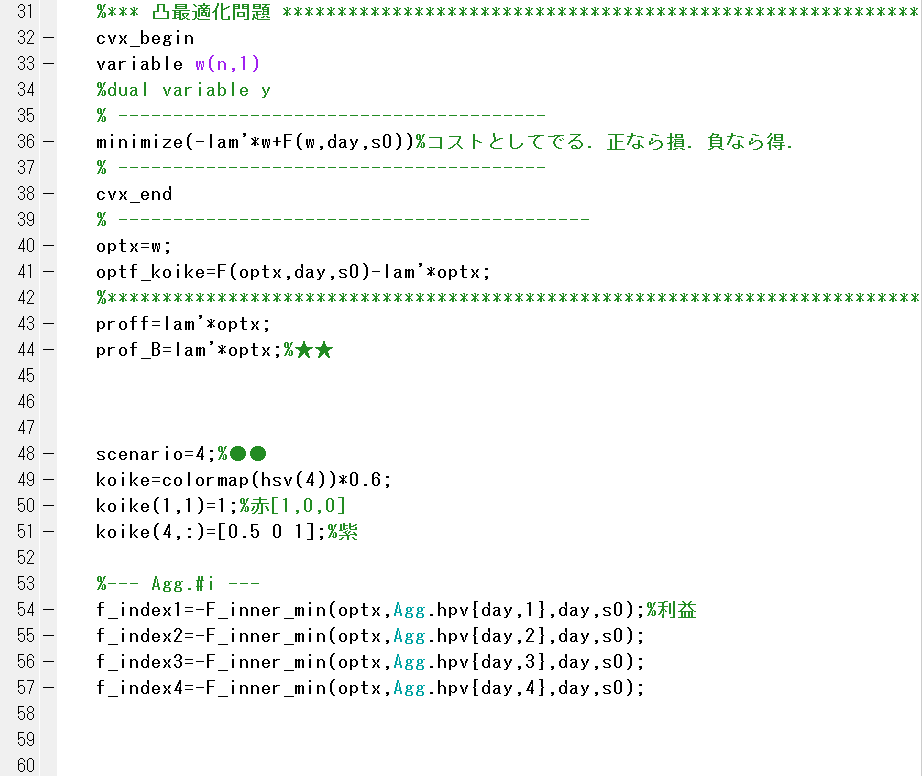 31 %*** 凸最適化問題 **********************************************************
32 – cvx_begin
33 – variable w(n,1)
34 %dual variable y
35 % ---------------------------------------
36 – minimize(-lam'*w+F(w,day,s0))%コストとしてでる．正なら損．負なら得．
37 % ---------------------------------------
38 – cvx_end
39 % -------------------------------------------
40 – optx=w;
41 – optf_koike=F(optx,day,s0)-lam'*optx;
42 %**************************************************************************
43 – proff=lam'*optx;
44 – prof_B=lam'*optx;%★★
45
46
47
48 – scenario=4;%●●
49 – koike=colormap(hsv(4))*0.6;
50 – koike(1,1)=1;%赤[1,0,0]
51 – koike(4,:)=[0.5 0 1];%紫
52
53 %--- Agg.#i ---
54 – f_index1=-F_inner_min(optx,Agg.hpv{day,1},day,s0);%利益
55 – f_index2=-F_inner_min(optx,Agg.hpv{day,2},day,s0);
56 – f_index3=-F_inner_min(optx,Agg.hpv{day,3},day,s0);
57 – f_index4=-F_inner_min(optx,Agg.hpv{day,4},day,s0);
58
59
60